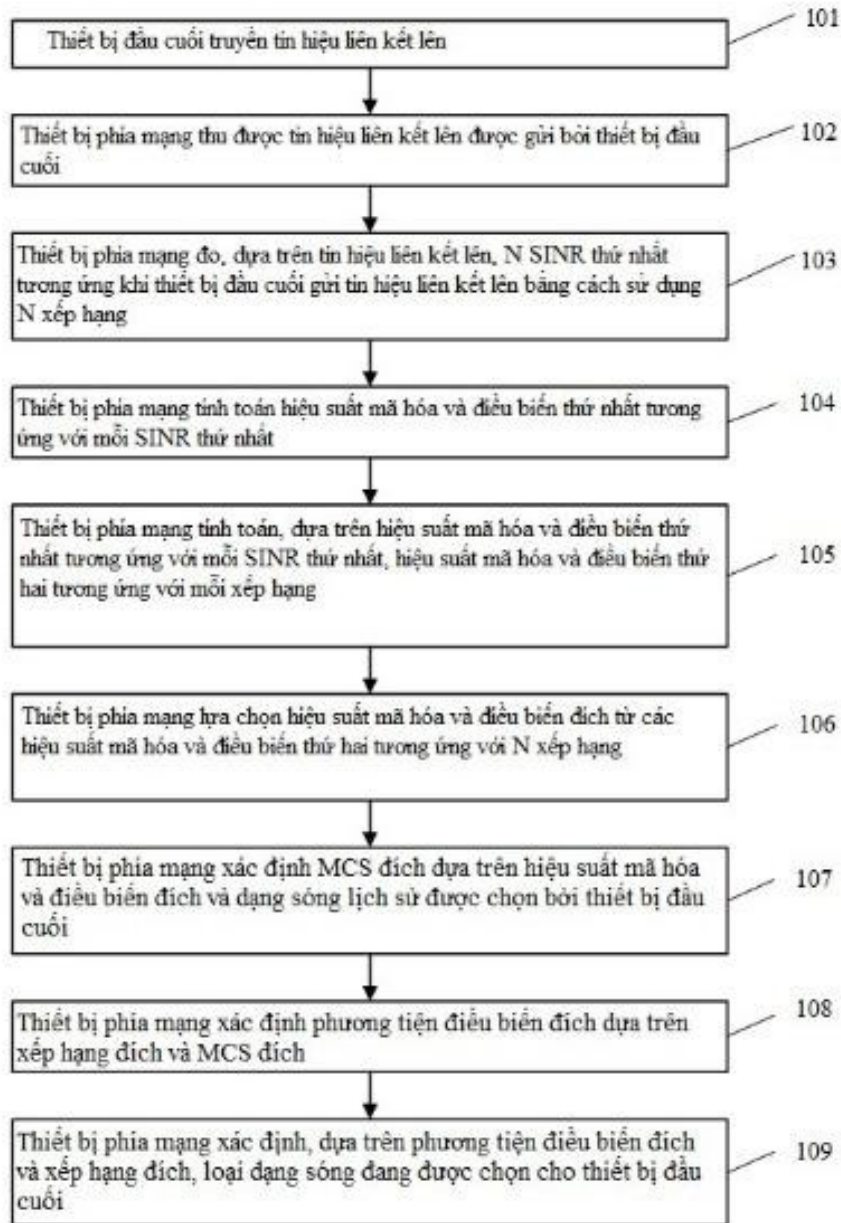 Thiết bị đầu cuối truyền tín hiệu liên kết lên
101
Thiết bị phía mạng thu được tín hiệu liên kết lên được gửi bởi thiết bị đầu
cuối
102
Thiết bị phía mạng đo, dựa trên tín hiệu liên kết lên, N SINR thứ nhất
tương ứng khi thiết bị đầu cuối gửi tín hiệu liên kết lên bằng cách sử dụng
N xếp hạng
103
Thiết bị phía mạng tính toán hiệu suất mã hóa và điều biến thứ nhất tương
ứng với mỗi SINR thứ nhất
104
Thiết bị phía mạng tính toán, dựa trên hiệu suất mã hóa và điều biến thứ
nhất tương ứng với mỗi SINR thứ nhất, hiệu suất mã hóa và điều biến thứ
hai tương ứng với mỗi xếp hạng
105
Thiết bị phía mạng lựa chọn hiệu suất mã hóa và điều biến đích từ các
hiệu suất mã hóa và điều biến thứ hai tương ứng với N xếp hạng
106
Thiết bị phía mạng xác định MCS đích dựa trên hiệu suất mã hóa
và điều biến đích và dạng sóng lịch sử được chọn bởi thiết bị đầu
cuối
107
Thiết bị phía mạng xác định phương tiện điều biến đích dựa trên
xếp hạng đích và MCS đích
108
Thiết bị phía mạng xác định, dựa trên phương tiện điều biến đích
và xếp hạng đích, loại dạng sóng đang được chọn cho thiết bị đầu
cuối
109